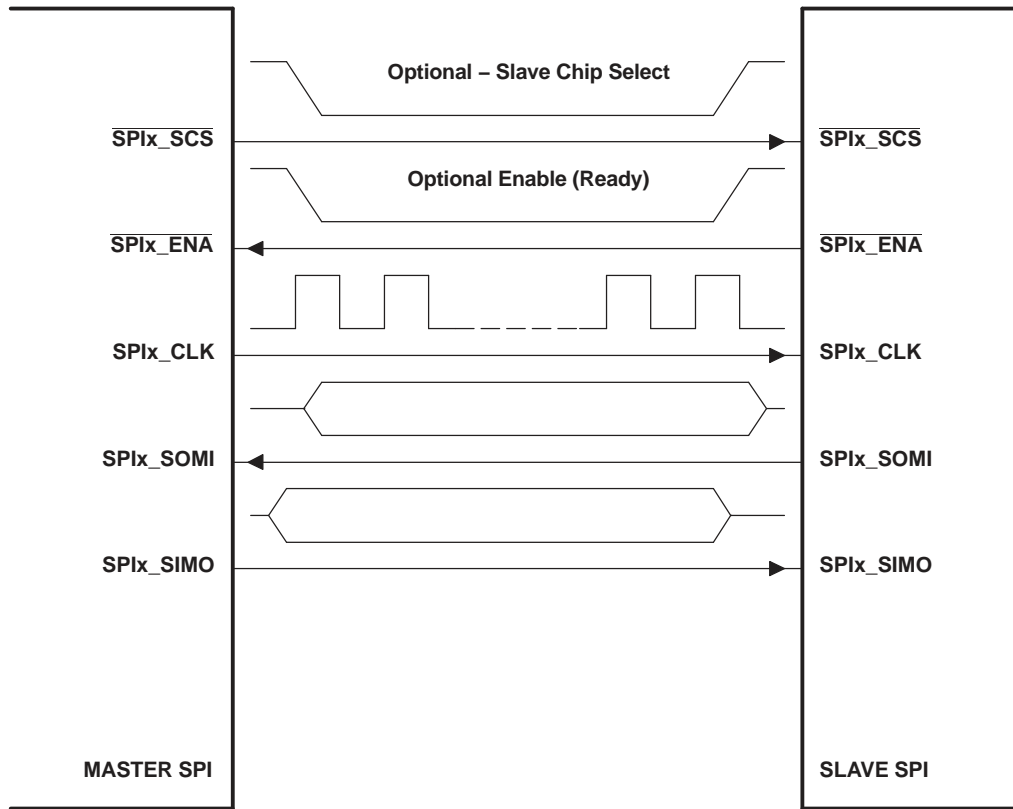 Optional – Slave Chip Select
SPIx_SCS
SPIx_SCS
Optional Enable (Ready)
SPIx_ENA
SPIx_ENA
SPIx_CLK
SPIx_CLK
SPIx_SOMI
SPIx_SOMI
SPIx_SIMO
SPIx_SIMO
MASTER SPI
SLAVE SPI